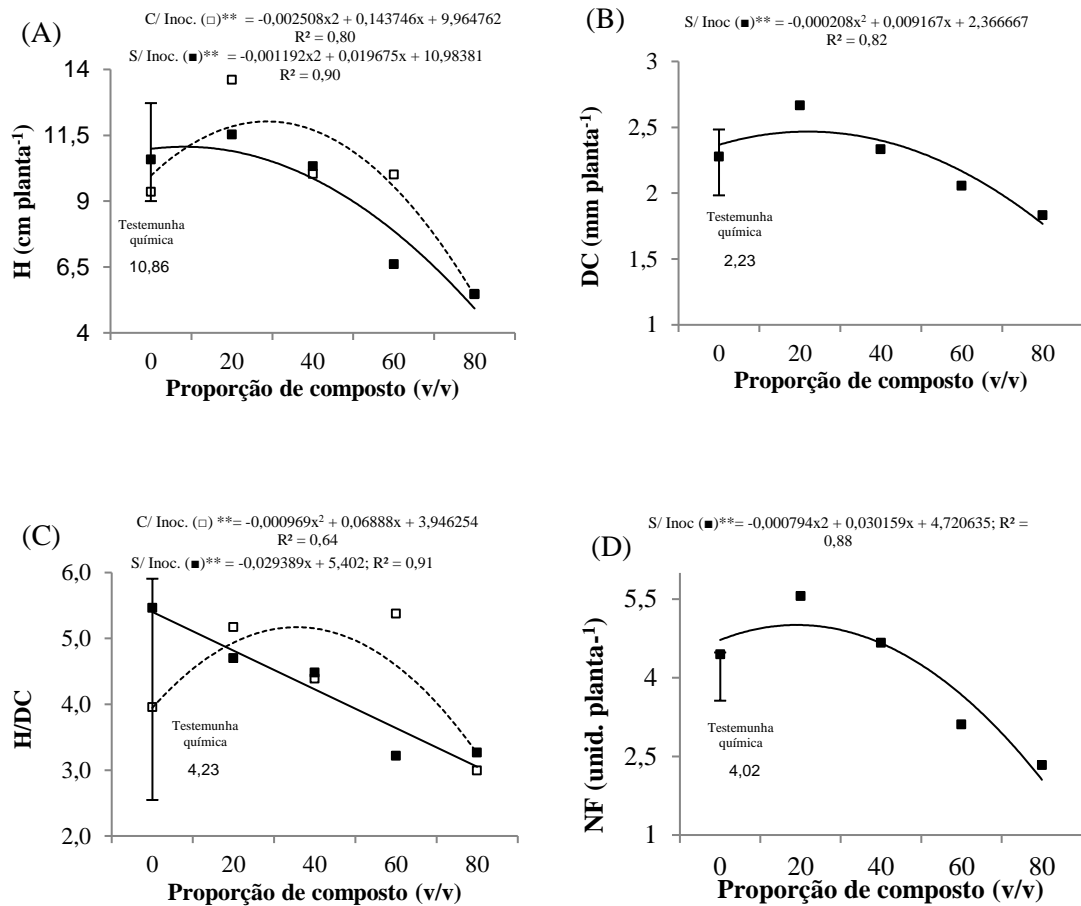 (A)
C/ Inoc. (□)** = -0,002508x2 + 0,143746x + 9,964762
R² = 0,80
S/ Inoc. (■)** = -0,001192x2 + 0,019675x + 10,98381
R² = 0,90
H (cm planta-¹)
14
11,5
9
6,5
4
Testemunha
química
10,86
0 20 40 60 80
Proporção de composto (v/v)
(B)
S/ Inoc (■)**= -0,000208x² + 0,009167x + 2,366667
R² = 0,82
DC (mm planta-¹)
3
2,5
2
1,5
1
Testemunha
química
2,23
0 20 40 60 80
Proporção de composto (v/v)
(C)
C/ Inoc. (□) **= -0,000969x² + 0,06888x + 3,946254
R² = 0,64
S/ Inoc. (■)** = -0,029389x + 5,402; R² = 0,91
H/DC
6,0
5,0
4,0
3,0
2,0
Testemunha
química
4,23
0 20 40 60 80
Proporção de composto (v/v)
(D)
S/ Inoc (■)**= -0,000794x2 + 0,030159x + 4,720635; R² =
0,88
NF (unid. planta-¹)
5,5
4
2,5
1
Testemunha
química
4,02
0 20 40 60 80
Proporção de composto (v/v)